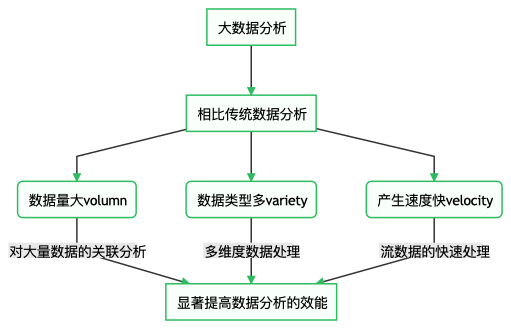 大数据分析
相比传统数据分析
数据量大volumn
数据类型多variety
产生速度快velocity
对大量数据的关联分析
多维度数据处理
流数据的快速处理
显著提高数据分析的效能